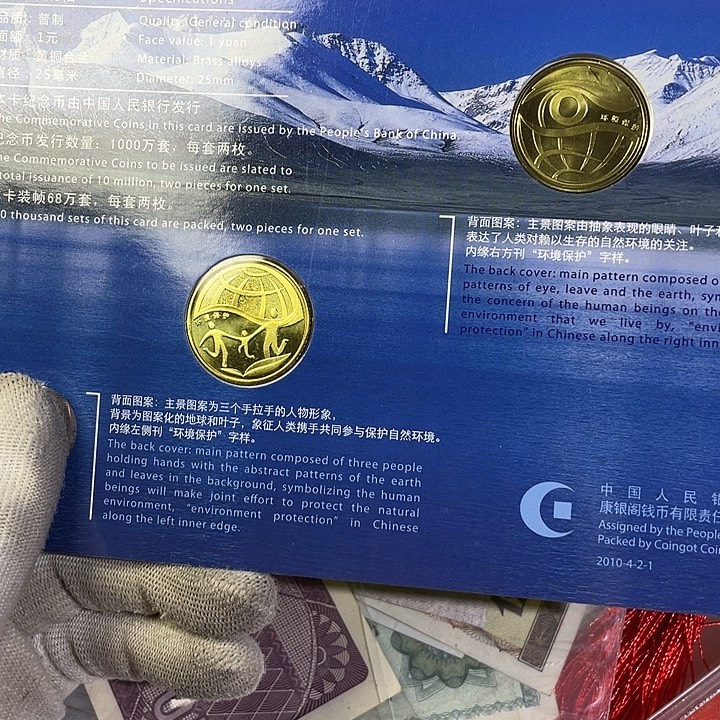 Specifications
品质：普制
Quality: General condition
面额：1元
Face value: 1 yuan
材质：黄铜合金
Material: Brass alloys
直径：25毫米
Diameter: 25mm
卡纪念币由中国人民银行发行
Commemorative Coins in this card are issued by the People's Bank of China.
纪念币发行数量：1000万套，每套两枚。
Commemorative Coins to be issued are slated to
total issuance of 10 million, two pieces for one set.
卡装帧68万套，每套两枚。
thousand sets of this card are packed, two pieces for one set.
环境保护
背面图案：主景图案由抽象表现的眼睛、叶子
表达了人类对赖以生存的自然环境的关注。
内缘右方刊“环境保护”字样。
The back cover: main pattern composed of
patterns of eye, leave and the earth,
the concern of the human beings on the
environment that we live by,
protection" in Chinese along the right
环境保护
背面图案：主景图案为三个手拉手的人物形象，
背景为图案化的地球和叶子，象征人类携手共同参与保护自然环境。
内缘左侧刊“环境保护”字样。
The back cover: main pattern composed of three people
holding hands with the abstract patterns of the earth
and leaves in the background, symbolizing the human
beings will make joint effort to protect the natural
environment, "environment protection" in Chinese
along the left inner edge.
中国人民银
康银阁钱币有限责任
Assigned by the People
Packed by Coingot Coin
2010-4-2-1